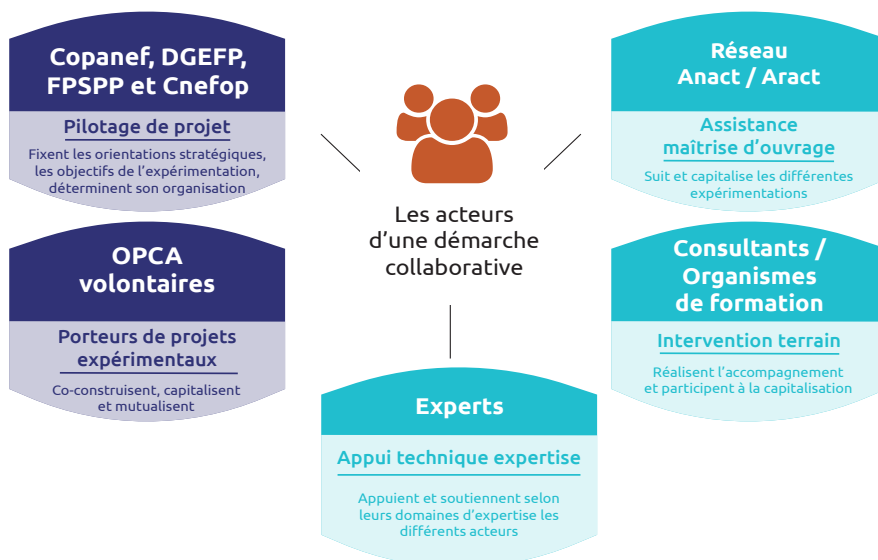 Copanef, DGEFP,
FPSPP et Cnefop
Pilotage de projet
Fixent les orientations stratégiques,
les objectifs de l'expérimentation,
déterminent son organisation
OPCA
volontaires
Porteurs de projets
expérimentaux
Co-construisent, capitalisent
et mutualisent
Les acteurs
d'une démarche
collaborative
Réseau
Anact / Aract
Assistance
maîtrise d'ouvrage
Suit et capitalise les différentes
expérimentations
Consultants /
Organismes
de formation
Intervention terrain
Réalisent l'accompagnement
et participent à la capitalisation
Experts
Appui technique expertise
Appuient et soutiennent selon
leurs domaines d'expertise les
différents acteurs